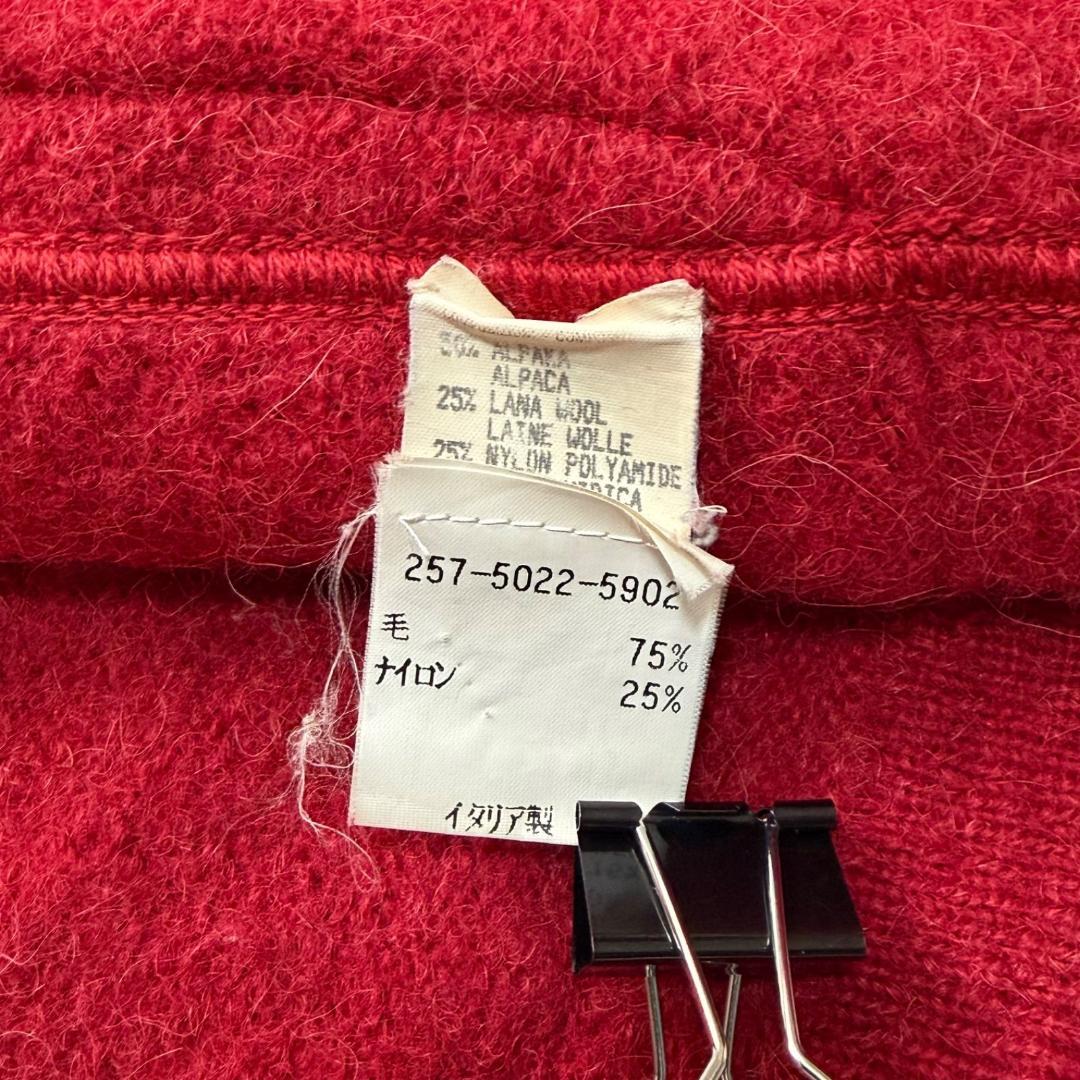 50% ALPAKA
ALPACA
25% LANA WOOL
LAINE WOLLE
25% NYLON POLYAMIDE
257-5022-5902
毛 75%
ナイロン 25%
イタリア製